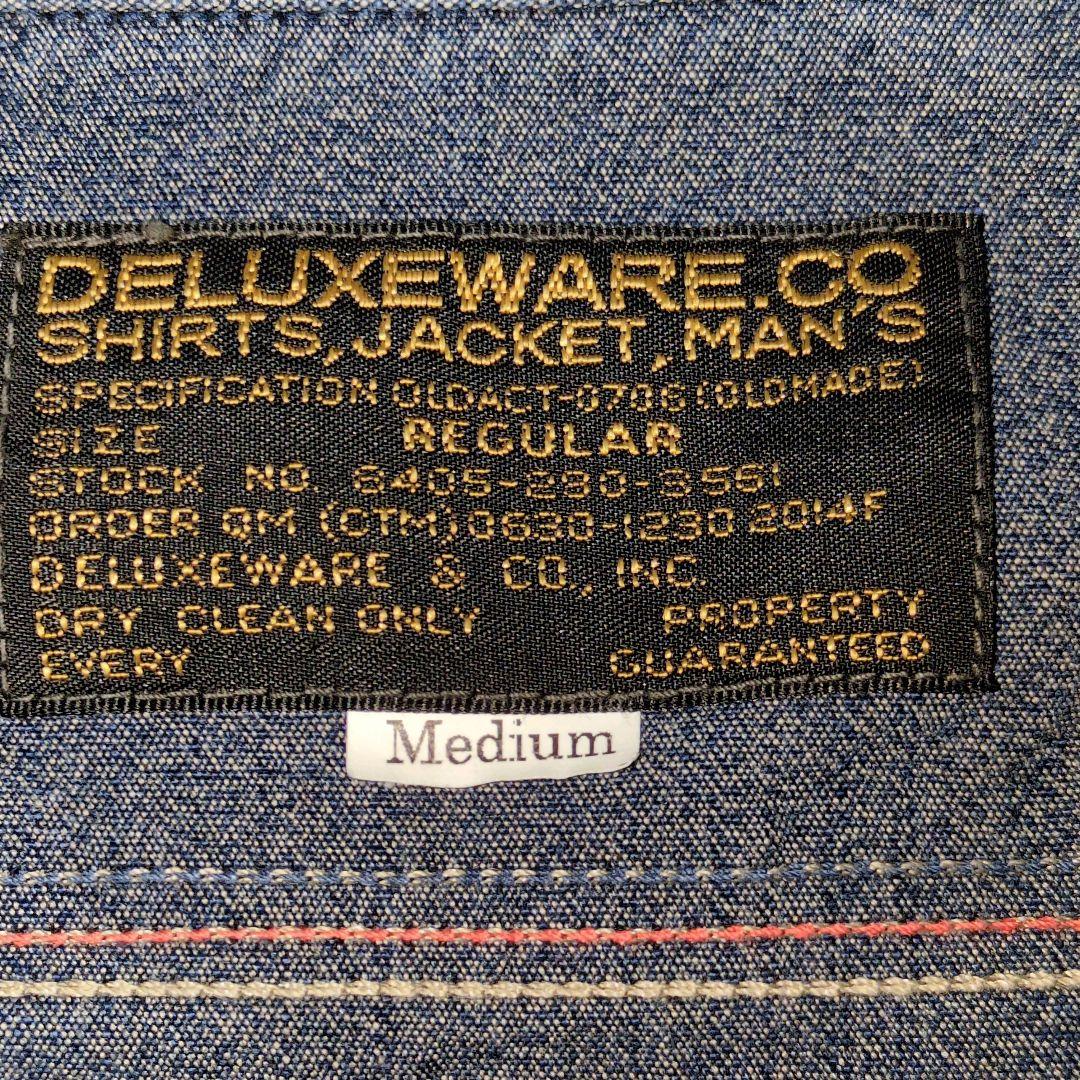 DELUXEWARE.CO
SHIRTS, JACKET, MAN'S
SPECIFICATION OLDACT-0706 (OLDMADE)
SIZE REGULAR
STOCK NO. 6405-230-3561
ORDER QM (CTM) 0630-1230 2014F
DELUXEWARE & CO., INC.
DRY CLEAN ONLY PROPERTY
EVERY GUARANTEED
Medium